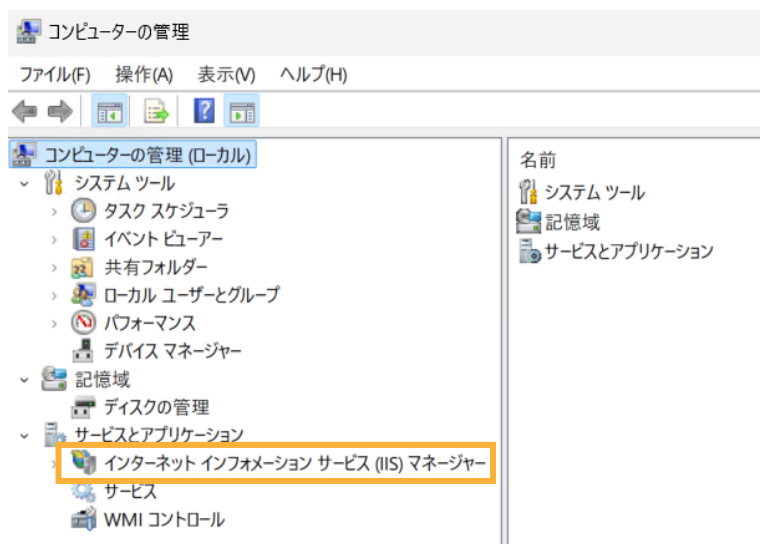 コンピューターの管理
ファイル(F) 操作(A) 表示(V) ヘルプ(H)
コンピューターの管理 (ローカル)
システム ツール
タスク スケジューラ
イベント ビューアー
共有フォルダー
ローカル ユーザーとグループ
パフォーマンス
デバイス マネージャー
記憶域
ディスクの管理
サービスとアプリケーション
インターネット インフォメーション サービス (IIS) マネージャー
サービス
WMI コントロール
名前
システム ツール
記憶域
サービスとアプリケーション